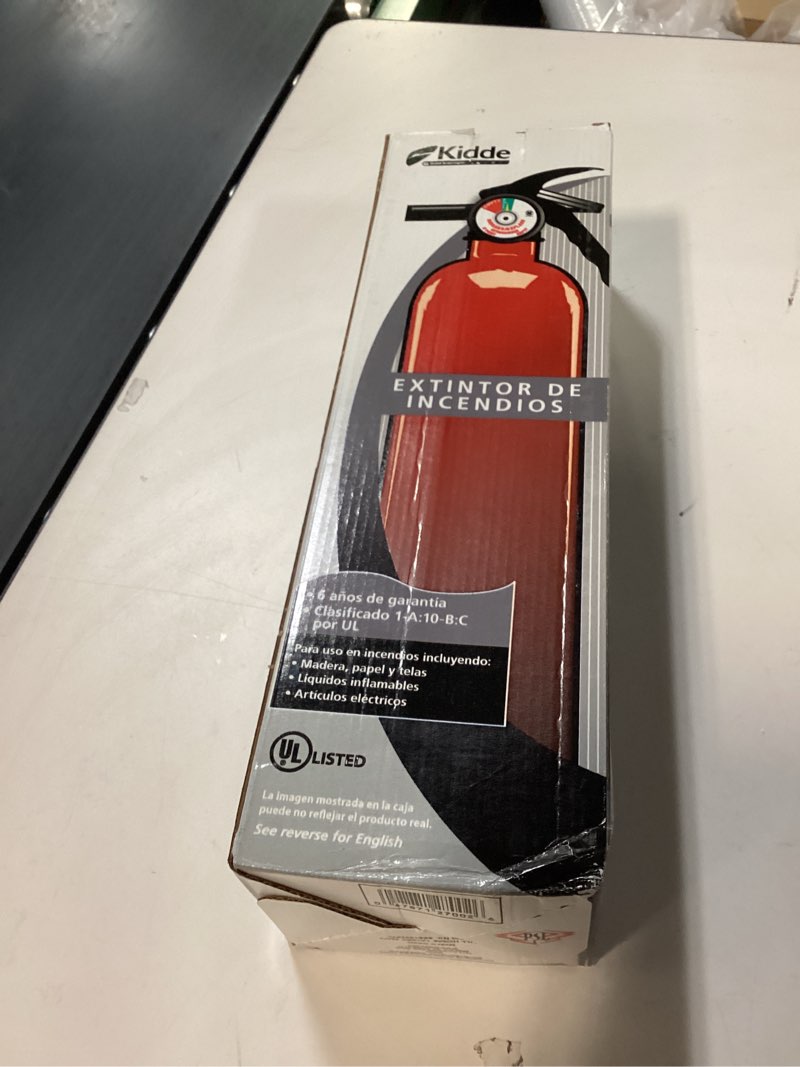 Kidde
EXTINTOR DE
INCENDIOS
• 6 años de garantía
• Clasificado 1-A:10-B:C
por UL
Para uso en incendios incluyendo:
• Madera, papel y telas
• Líquidos inflamables
• Artículos eléctricos
UL LISTED
La imagen mostrada en la caja
puede no reflejar el producto real.
See reverse for English